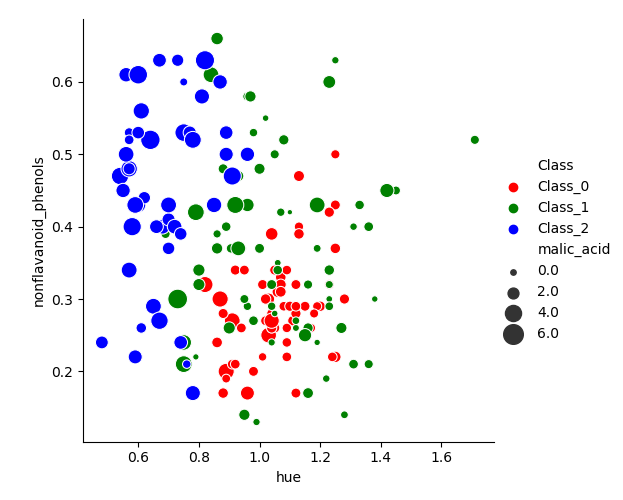 0.6
0.5
0.4
0.3
0.2
nonflavanoid_phenols
0.6 0.8 1.0 1.2 1.4 1.6
hue
Class
Class_0
Class_1
Class_2
malic_acid
0.0
2.0
4.0
6.0